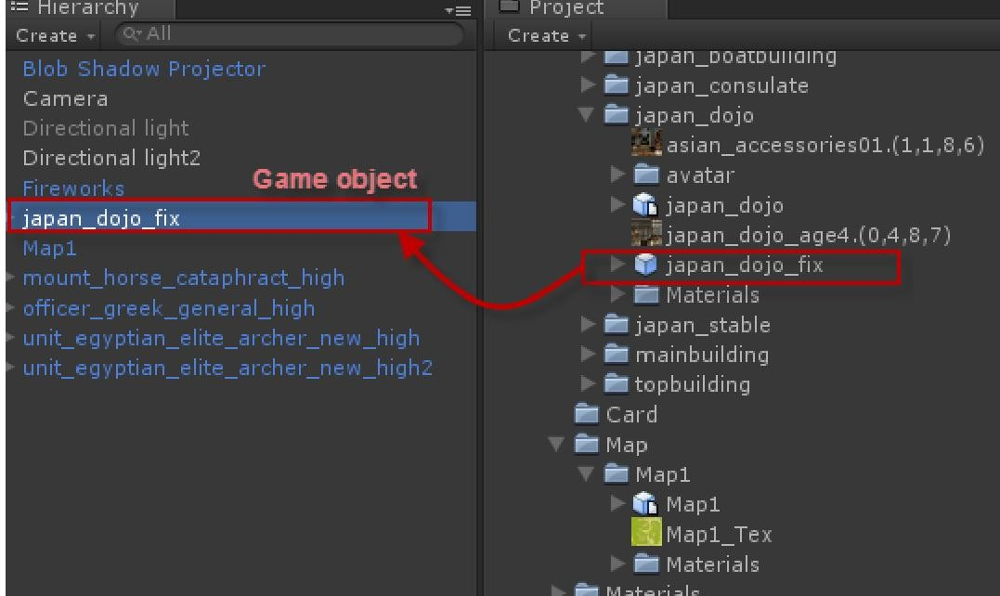 Hierarchy
Create
All
Blob Shadow Projector
Camera
Directional light
Directional light2
Fireworks
Game object
japan_dojo_fix
Map1
mount_horse_cataphract_high
officer_greek_general_high
unit_egyptian_elite_archer_new_high
unit_egyptian_elite_archer_new_high2
Project
Create
japan_boatbuilding
japan_consulate
japan_dojo
asian_accessories01.(1,1,8,6)
avatar
japan_dojo
japan_dojo_age4.(0,4,8,7)
japan_dojo_fix
Materials
japan_stable
mainbuilding
topbuilding
Card
Map
Map1
Map1
Map1_Tex
Materials
Materials